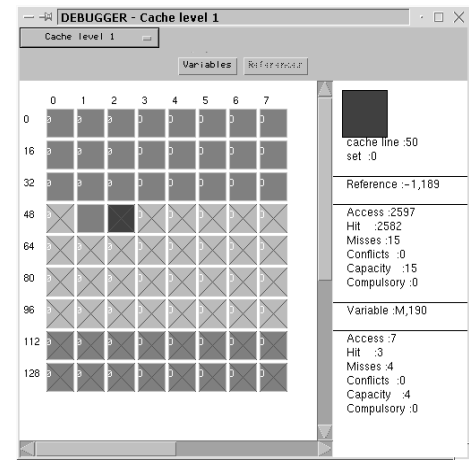 DEBUGGER - Cache level 1
Cache level 1
Variables References
0 1 2 3 4 5 6 7
0
16
32
48
64
80
96
112
128
cache line :50
set :0
Reference :-1,189
Access :2597
Hit :2582
Misses :15
Conflicts :0
Capacity :15
Compulsory :0
Variable :M,190
Access :7
Hit :3
Misses :4
Conflicts :0
Capacity :4
Compulsory :0